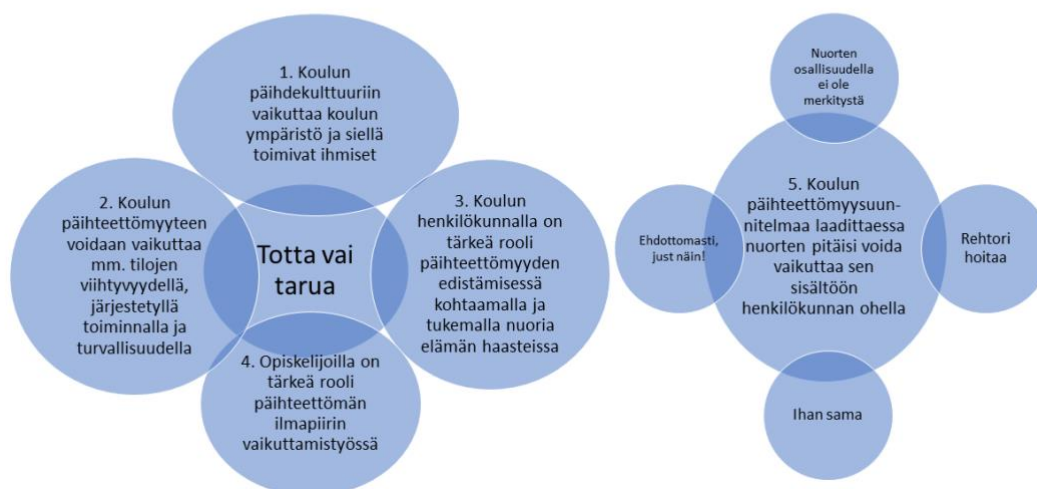 1. Koulun
päihdekulttuuriin
vaikuttaa koulun
ympäristö ja siellä
toimivat ihmiset
2. Koulun
päihteettömyyteen
voidaan vaikuttaa
mm. tilojen
viihtyvyydellä,
järjestetyllä
toiminnalla ja
turvallisuudella
Totta vai
tarua
3. Koulun
henkilökunnalla on
tärkeä rooli
päihteettömyyden
edistämisessä
kohtaamalla ja
tukemalla nuoria
elämän haasteissa
4. Opiskelijoilla on
tärkeä rooli
päihteettömän
ilmapiirin
vaikuttamistyössä
Nuorten
osallisuudella
ei ole
merkitystä
Ehdottomasti,
just näin!
5. Koulun
päihteettömyysuun-
nitelmaa laadittaessa
nuorten pitäisi voida
vaikuttaa sen
sisältöön
henkilökunnan ohella
Rehtori
hoitaa
Ihan sama